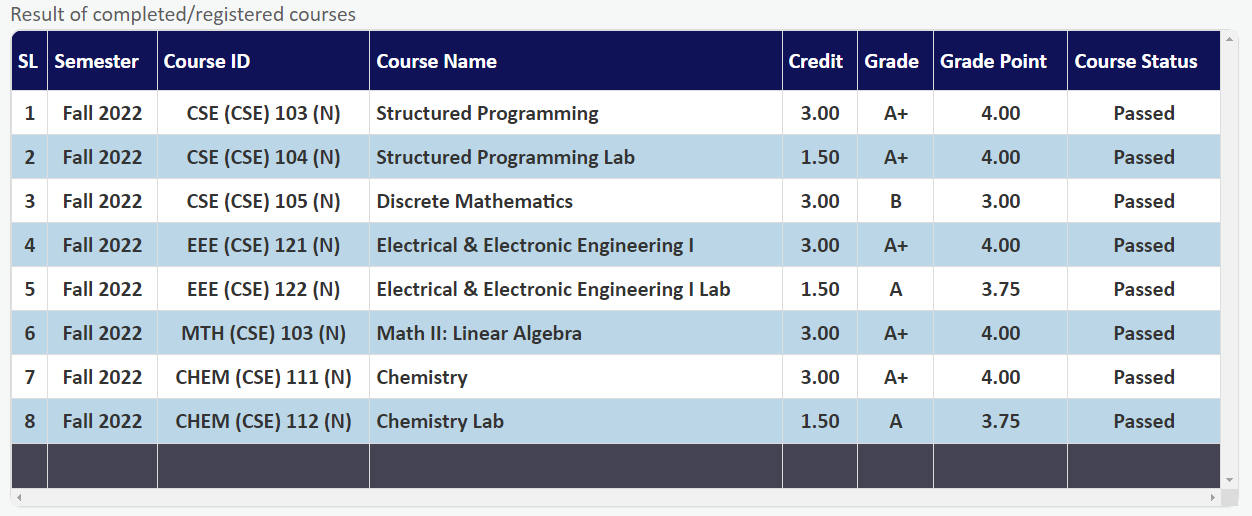 Result of completed/registered courses
SL Semester Course ID Course Name Credit Grade Grade Point Course Status
1 Fall 2022 CSE (CSE) 103 (N) Structured Programming 3.00 A+ 4.00 Passed
2 Fall 2022 CSE (CSE) 104 (N) Structured Programming Lab 1.50 A+ 4.00 Passed
3 Fall 2022 CSE (CSE) 105 (N) Discrete Mathematics 3.00 B 3.00 Passed
4 Fall 2022 EEE (CSE) 121 (N) Electrical & Electronic Engineering I 3.00 A+ 4.00 Passed
5 Fall 2022 EEE (CSE) 122 (N) Electrical & Electronic Engineering I Lab 1.50 A 3.75 Passed
6 Fall 2022 MTH (CSE) 103 (N) Math II: Linear Algebra 3.00 A+ 4.00 Passed
7 Fall 2022 CHEM (CSE) 111 (N) Chemistry 3.00 A+ 4.00 Passed
8 Fall 2022 CHEM (CSE) 112 (N) Chemistry Lab 1.50 A 3.75 Passed